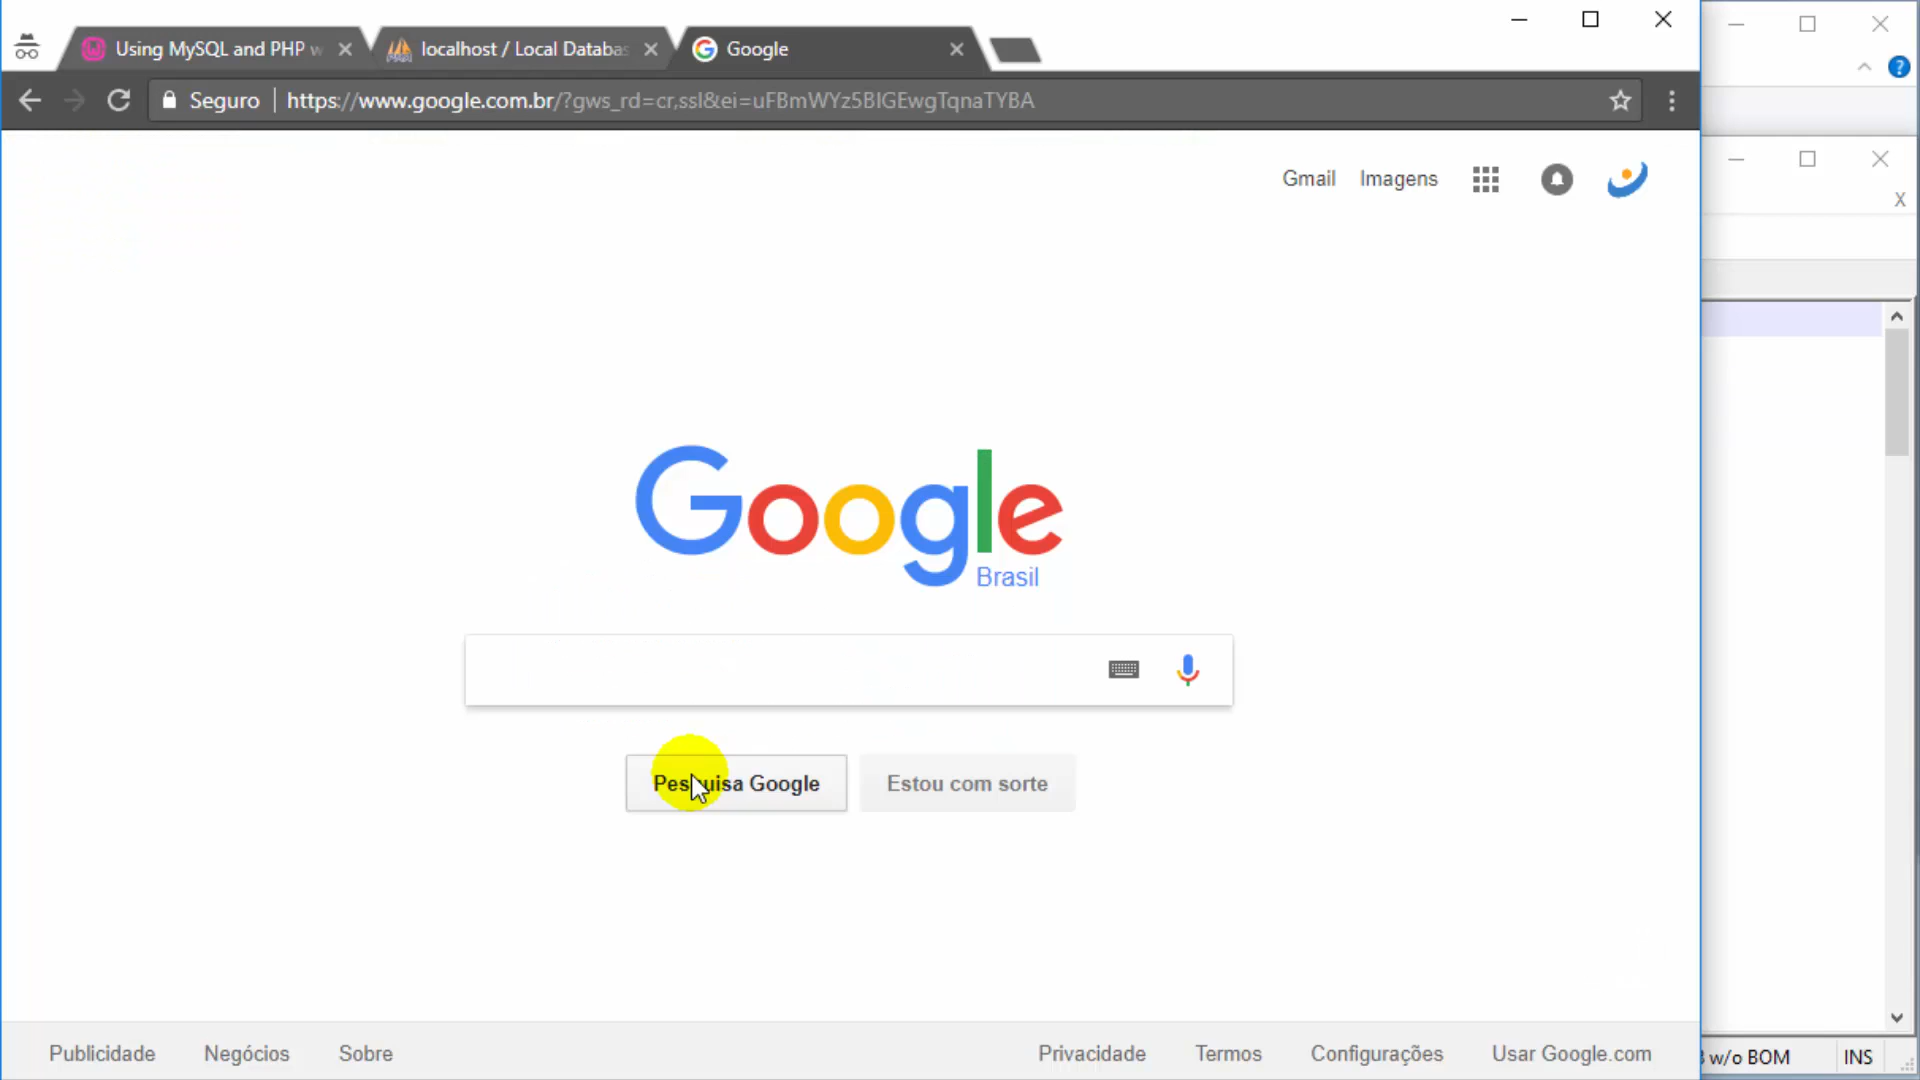 Using MySQL and PHP w
localhost / Local Databas
Google
Seguro
https://www.google.com.br/?gws_rd=cr,ssl&ei=uFBmWYz5BIGEwgTqnaTYBA
Gmail
Imagens
X
Google
Brasil
Pesquisa Google
Estou com sorte
Publicidade
Negócios
Sobre
Privacidade
Termos
Configurações
Usar Google.com
w/o BOM
INS